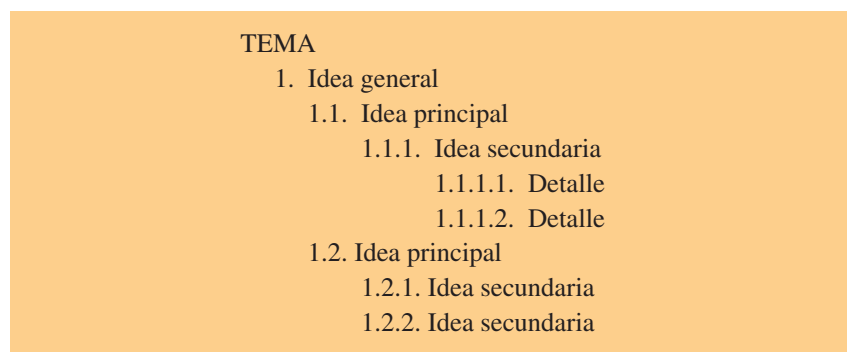 TEMA
1. Idea general
1.1. Idea principal
1.1.1. Idea secundaria
1.1.1.1. Detalle
1.1.1.2. Detalle
1.2. Idea principal
1.2.1. Idea secundaria
1.2.2. Idea secundaria